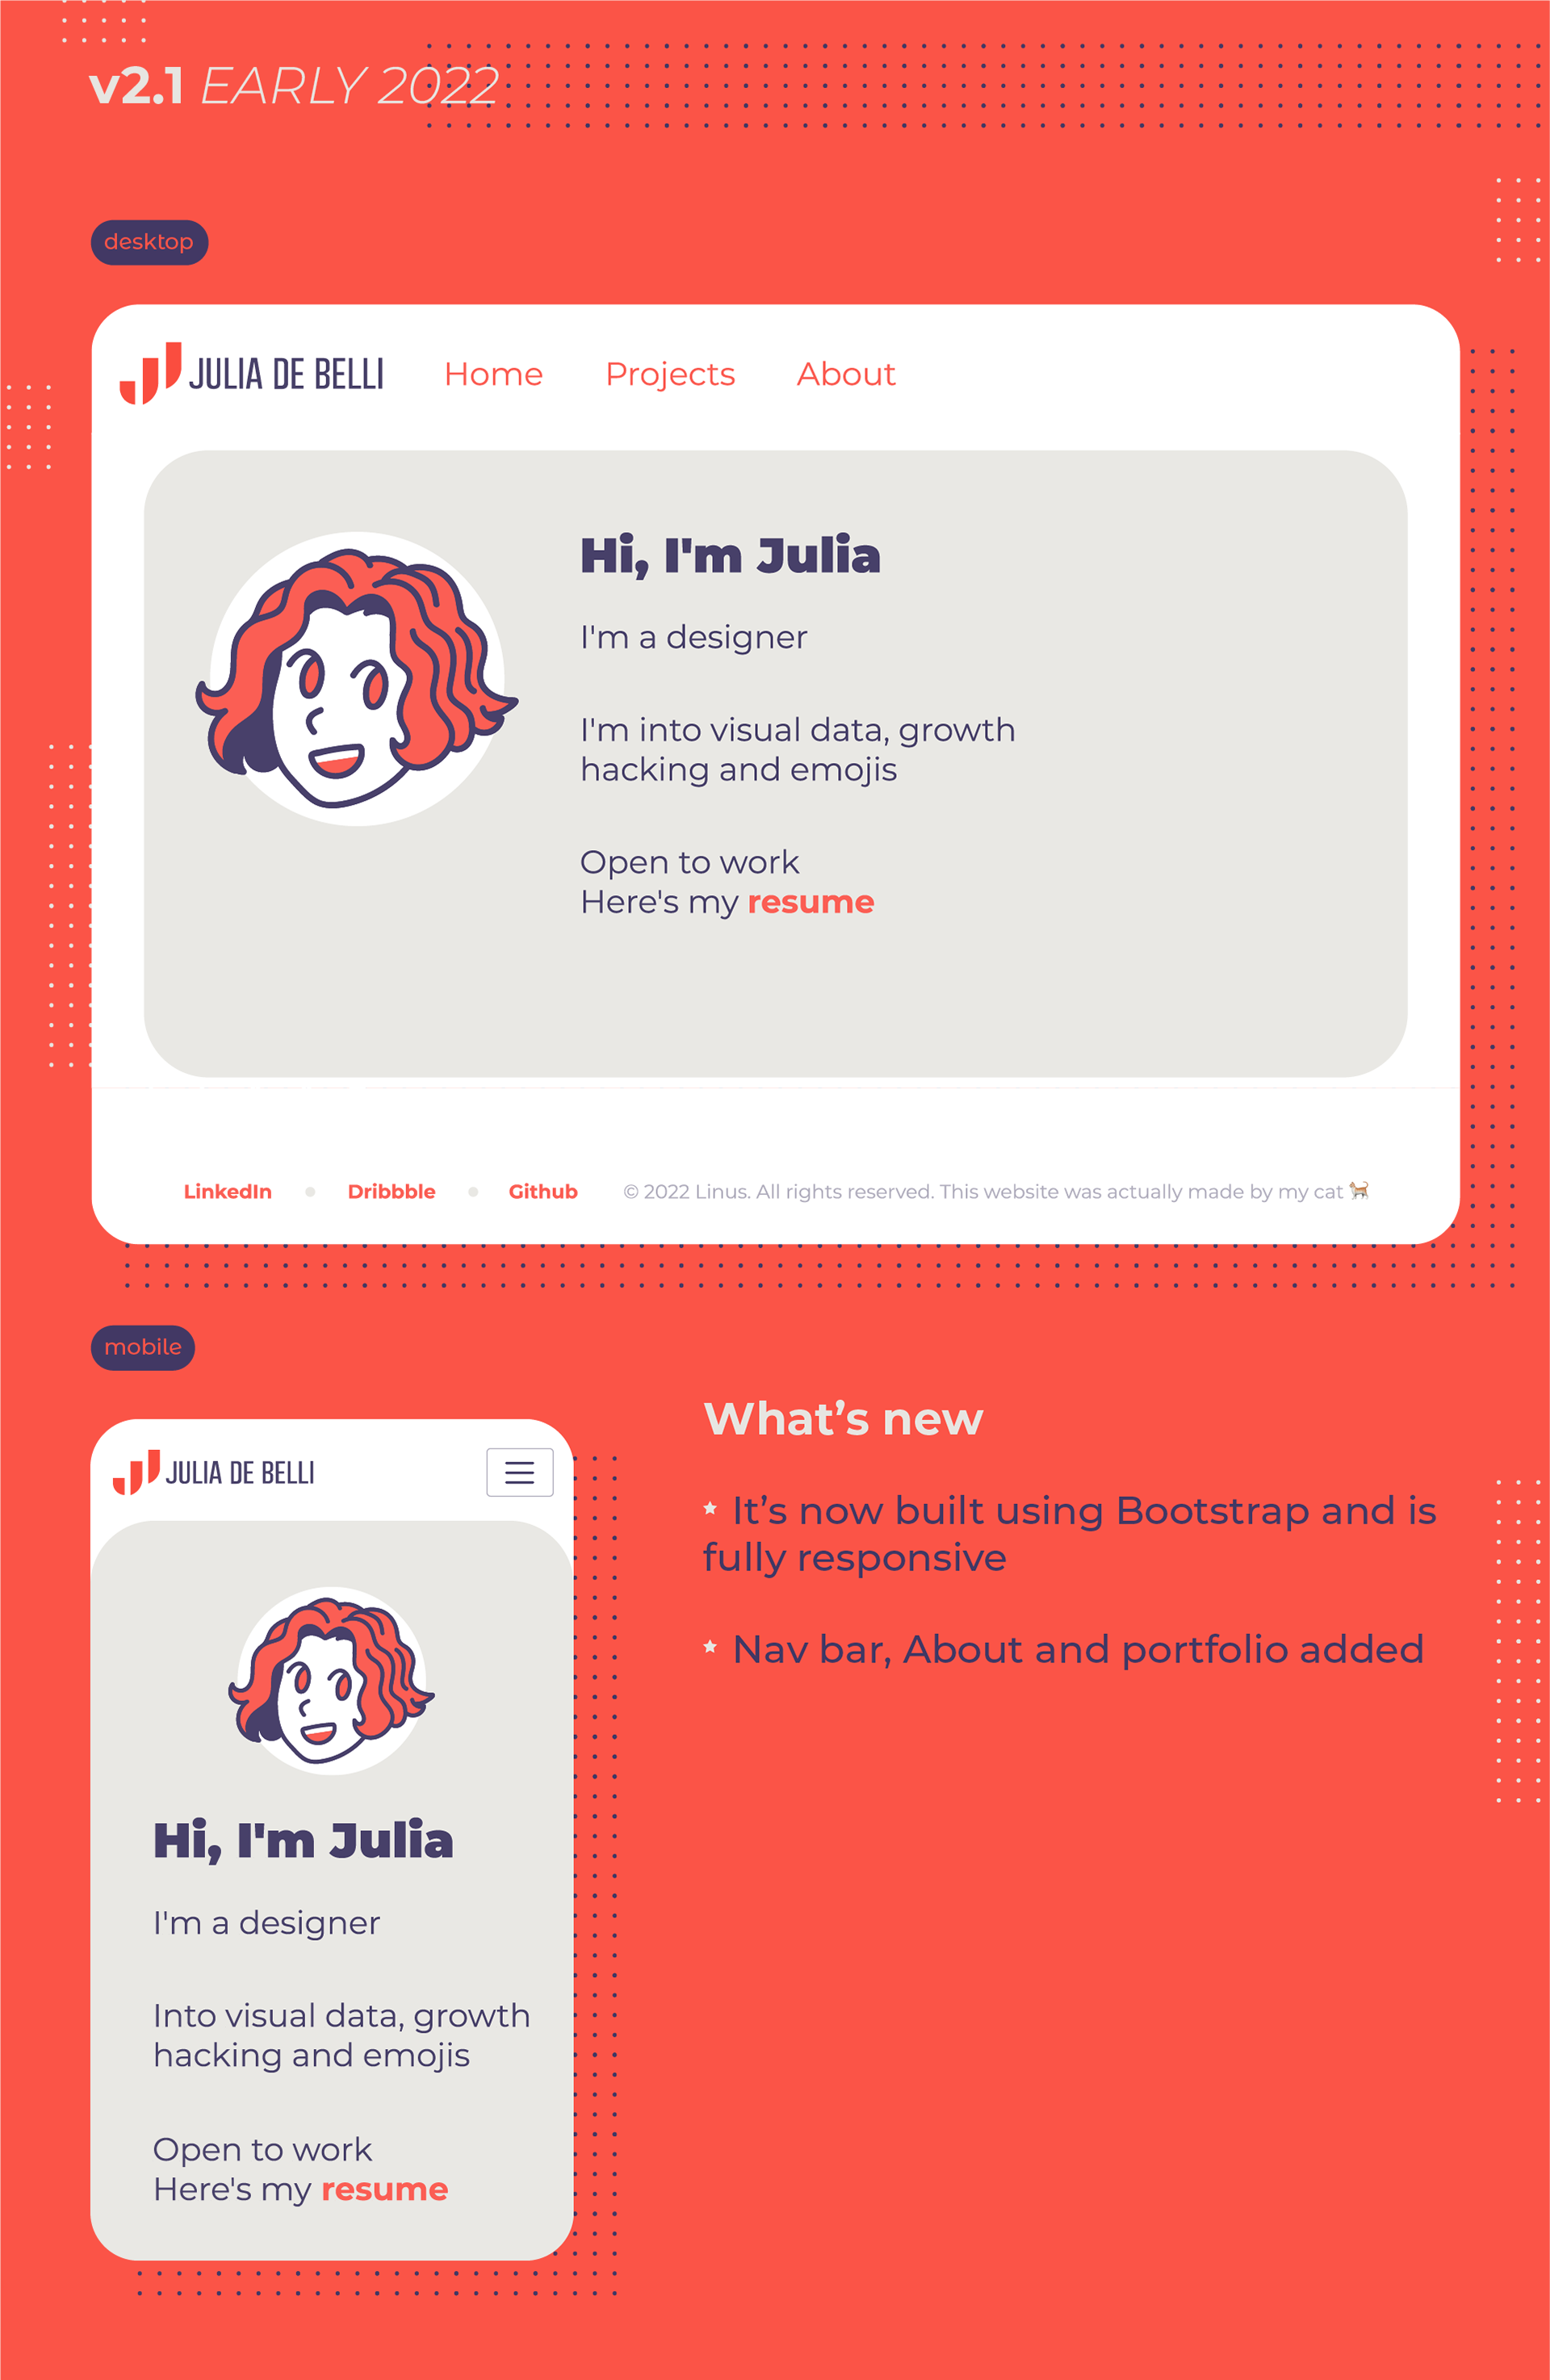 v2.1 EARLY 2022
desktop
JULIA DE BELLI Home Projects About
Hi, I'm Julia
I'm a designer
I'm into visual data, growth
hacking and emojis
Open to work
Here's my resume
LinkedIn Dribbble Github © 2022 Linus. All rights reserved. This website was actually made by my cat 🐈
mobile
JULIA DE BELLI
Hi, I'm Julia
I'm a designer
Into visual data, growth
hacking and emojis
Open to work
Here's my resume
What’s new
It’s now built using Bootstrap and is
fully responsive
Nav bar, About and portfolio added